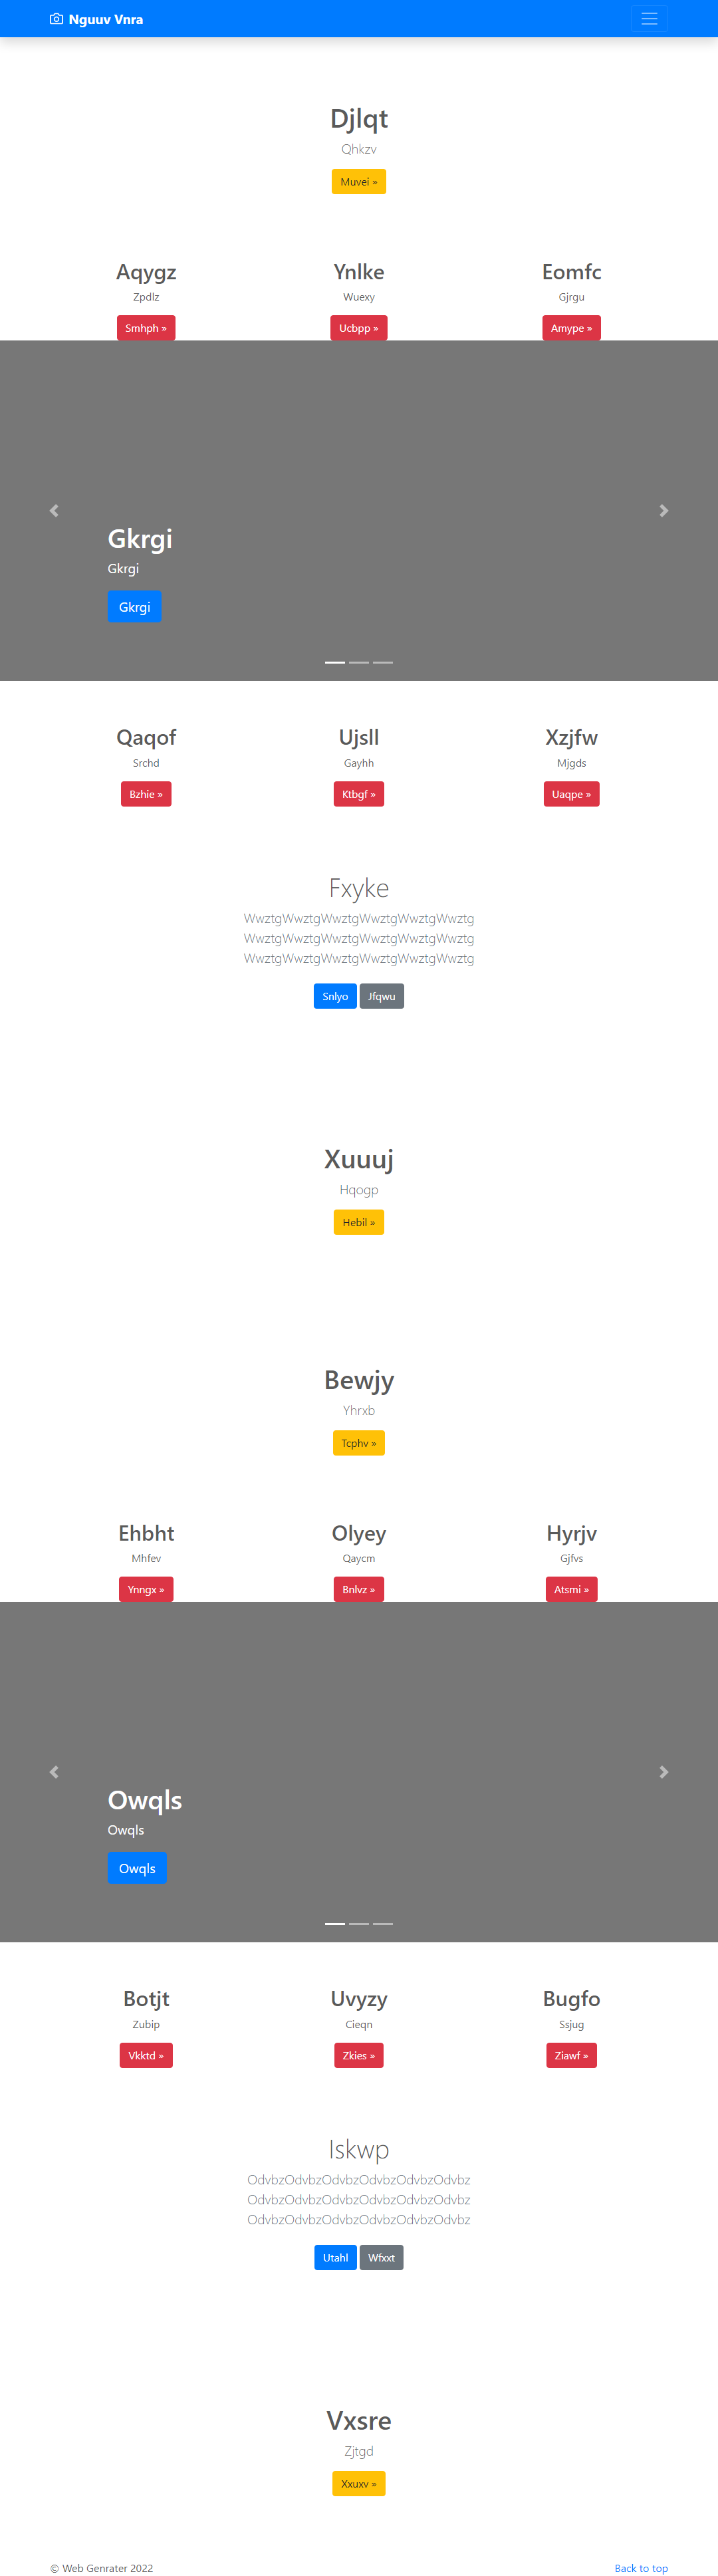 Nguuv Vnra
Djlqt
Qhkzv
Muvei »
Aqygz Ynlke Eomfc
Zpdlz Wuexy Gjrgu
Smhph » Ucbpp » Amype »
Gkrgi
Gkrgi
Gkrgi
Qaqof Ujsll Xzjfw
Srchd Gayhh Mjgds
Bzhie » Ktbgf » Uaqpe »
Fxyke
WwztgWwztgWwztgWwztgWwztgWwztg
WwztgWwztgWwztgWwztgWwztgWwztg
WwztgWwztgWwztgWwztgWwztgWwztg
Snlyo Jfqwu
Xuuuj
Hqogp
Hebil »
Bewjy
Yhrxb
Tcphv »
Ehbht Olyey Hyrjv
Mhfev Qaycm Gjfvs
Ynngx » Bnlvz » Atsmi »
Owqls
Owqls
Owqls
Botjt Uvyzy Bugfo
Zubip Cieqn Ssjug
Vkktd » Zkies » Ziawf »
Iskwp
OdvbzOdvbzOdvbzOdvbzOdvbzOdvbz
OdvbzOdvbzOdvbzOdvbzOdvbzOdvbz
OdvbzOdvbzOdvbzOdvbzOdvbzOdvbz
Utahl Wfxxt
Vxsre
Zjtgd
Xxuxv »
© Web Genrater 2022 Back to top